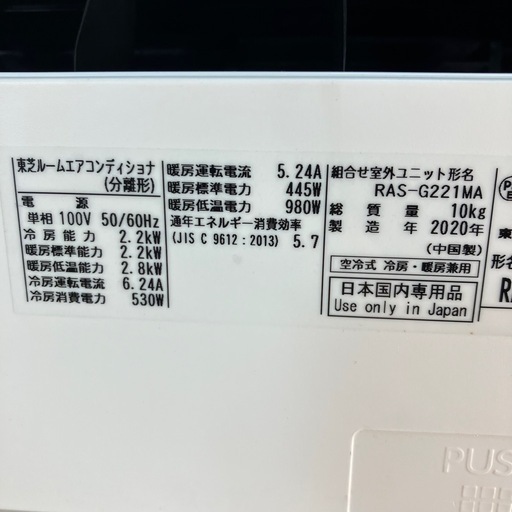 東芝ルームエアコンディショナ
(分離形)
電源
単相 100V 50/60Hz
冷房能力 2.2kW
暖房標準能力 2.2kW
暖房低温能力 2.8kW
冷房運転電流 6.24A
冷房消費電力 530W
暖房運転電流 5.24A
暖房標準電力 445W
暖房低温電力 980W
通年エネルギー消費効率
(JIS C 9612:2013) 5.7
組合せ室外ユニット形名
RAS-G221MA
総質量 10kg
製造年 2020年
(中国製)
空冷式 冷房・暖房兼用
日本国内専用品
Use only in Japan
形名